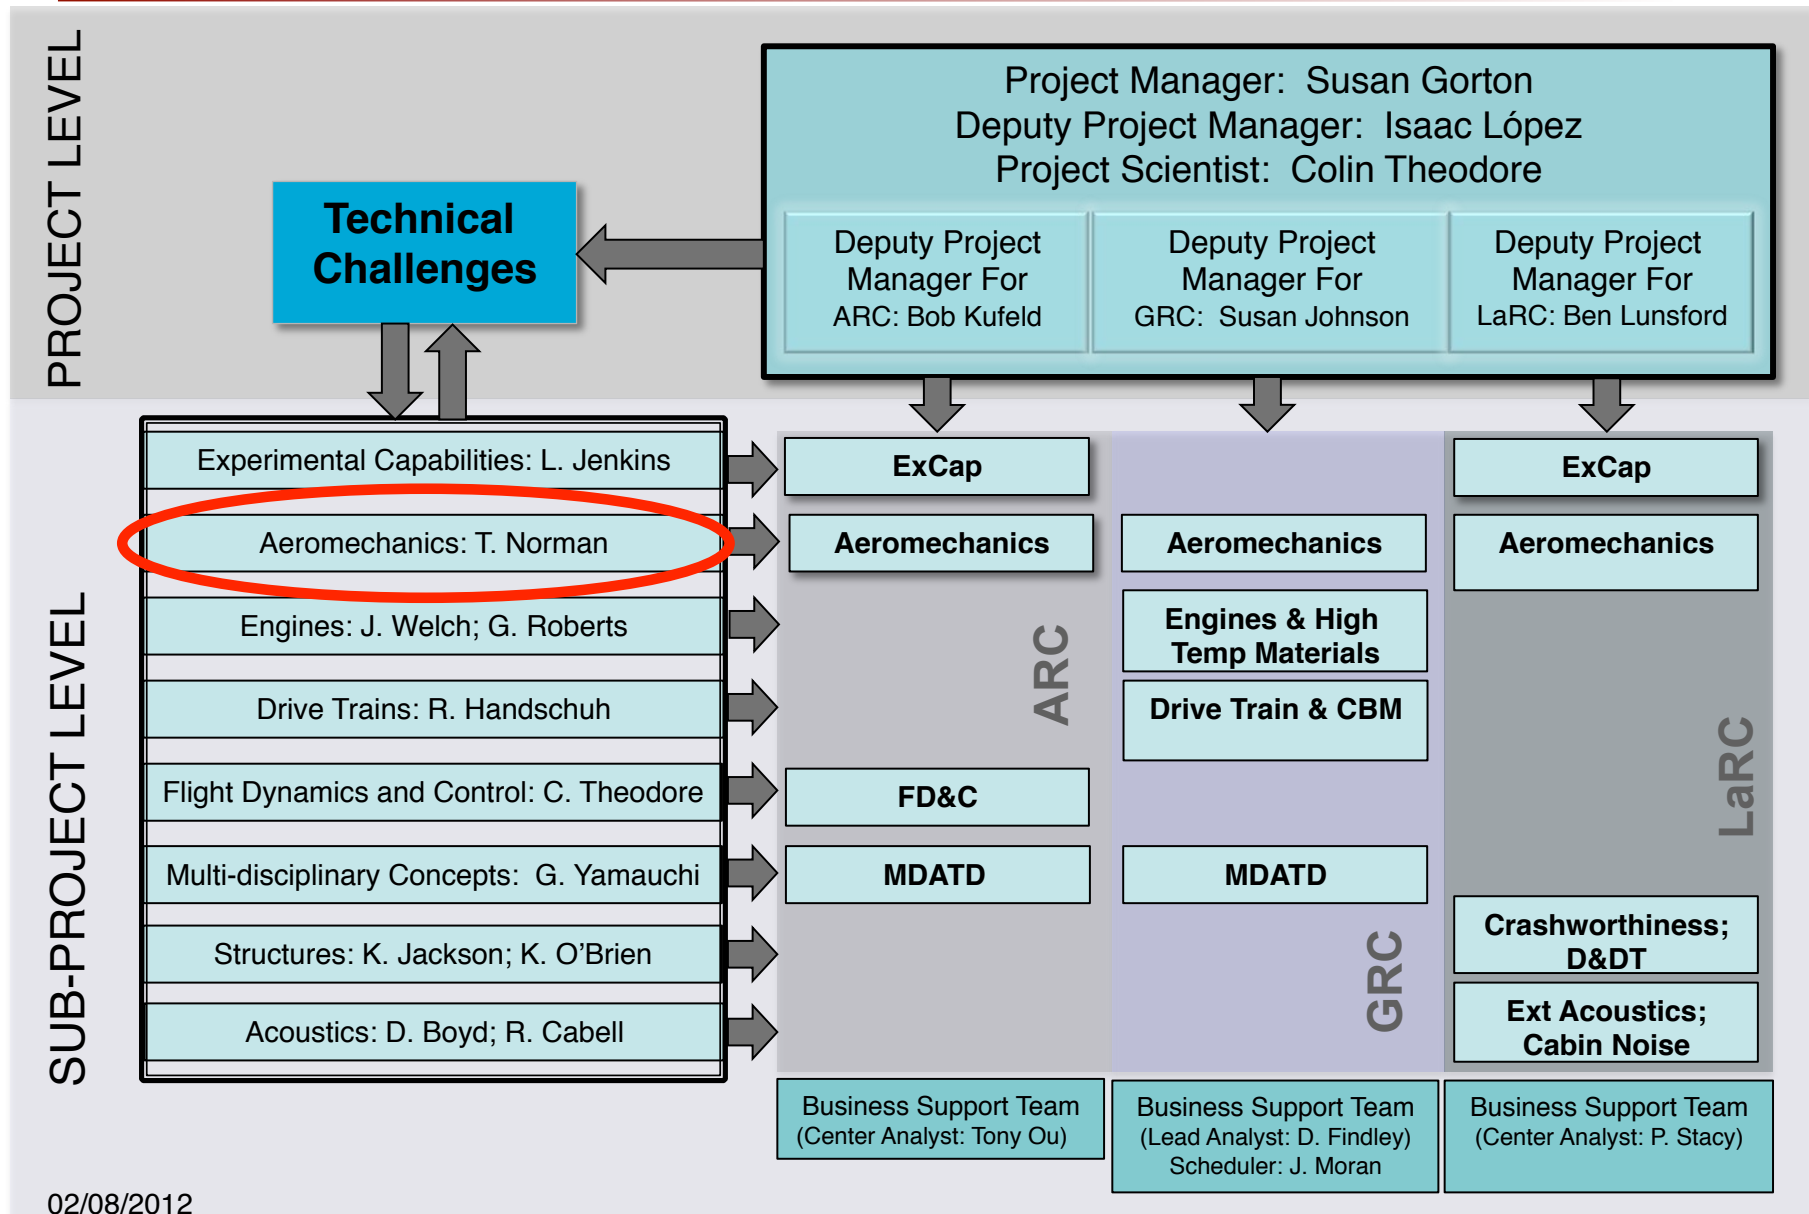 PROJECT LEVEL
Project Manager:  Susan Gorton
Deputy Project Manager:  Isaac López
Project Scientist:  Colin Theodore
Technical
Challenges
Deputy Project
Manager For
ARC: Bob Kufeld
Deputy Project
Manager For
GRC:  Susan Johnson
Deputy Project
Manager For
LaRC: Ben Lunsford
SUB-PROJECT LEVEL
Experimental Capabilities: L. Jenkins
Aeromechanics: T. Norman
Engines: J. Welch; G. Roberts
Drive Trains: R. Handschuh
Flight Dynamics and Control: C. Theodore
Multi-disciplinary Concepts:  G. Yamauchi
Structures: K. Jackson; K. O’Brien
Acoustics: D. Boyd; R. Cabell
ExCap
Aeromechanics
ARC
FD&C
MDATD
Aeromechanics
Engines & High
Temp Materials
Drive Train & CBM
MDATD
GRC
ExCap
Aeromechanics
LaRC
Crashworthiness;
D&DT
Ext Acoustics;
Cabin Noise
Business Support Team
(Center Analyst: Tony Ou)
Business Support Team
(Lead Analyst: D. Findley)
Scheduler: J. Moran
Business Support Team
(Center Analyst: P. Stacy)
02/08/2012